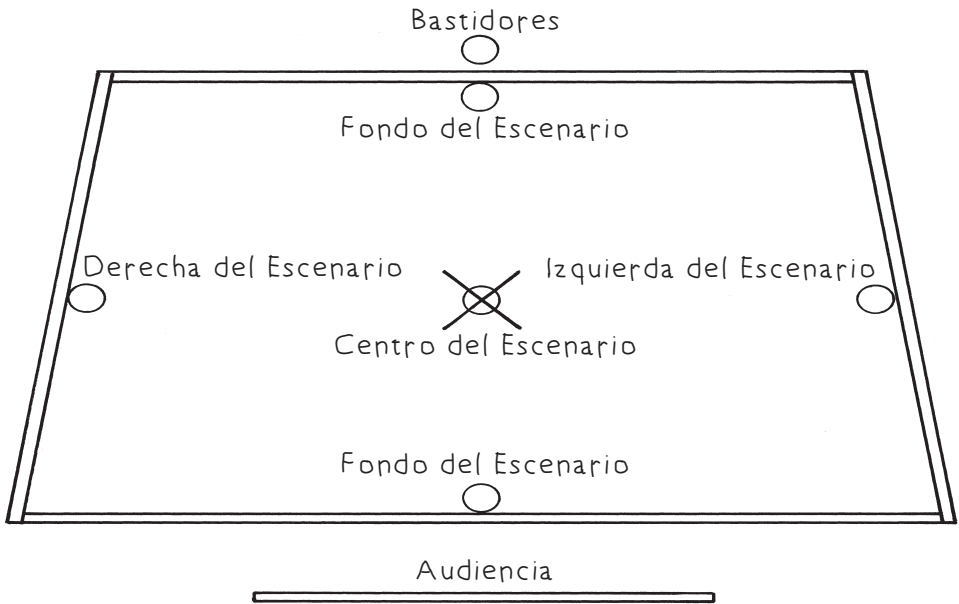 Bastidores
Fondo del Escenario
Derecha del Escenario
Izquierda del Escenario
Centro del Escenario
Fondo del Escenario
Audiencia